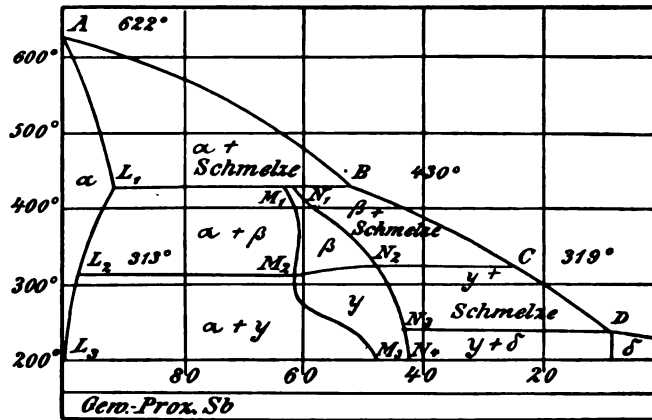 A 622°
600°
500°
α +
Schmelze B 430°
α L₁
400° M₁ N₁
β +
Schmelze
α + β β
N₂
L₂ 313° M₂ C 319°
γ +
300°
γ
N₃ Schmelze D
α + γ
L₃ M₃ N₄ γ + δ δ
200°
80 60 40 20 0
Gew.-Proz. Sb